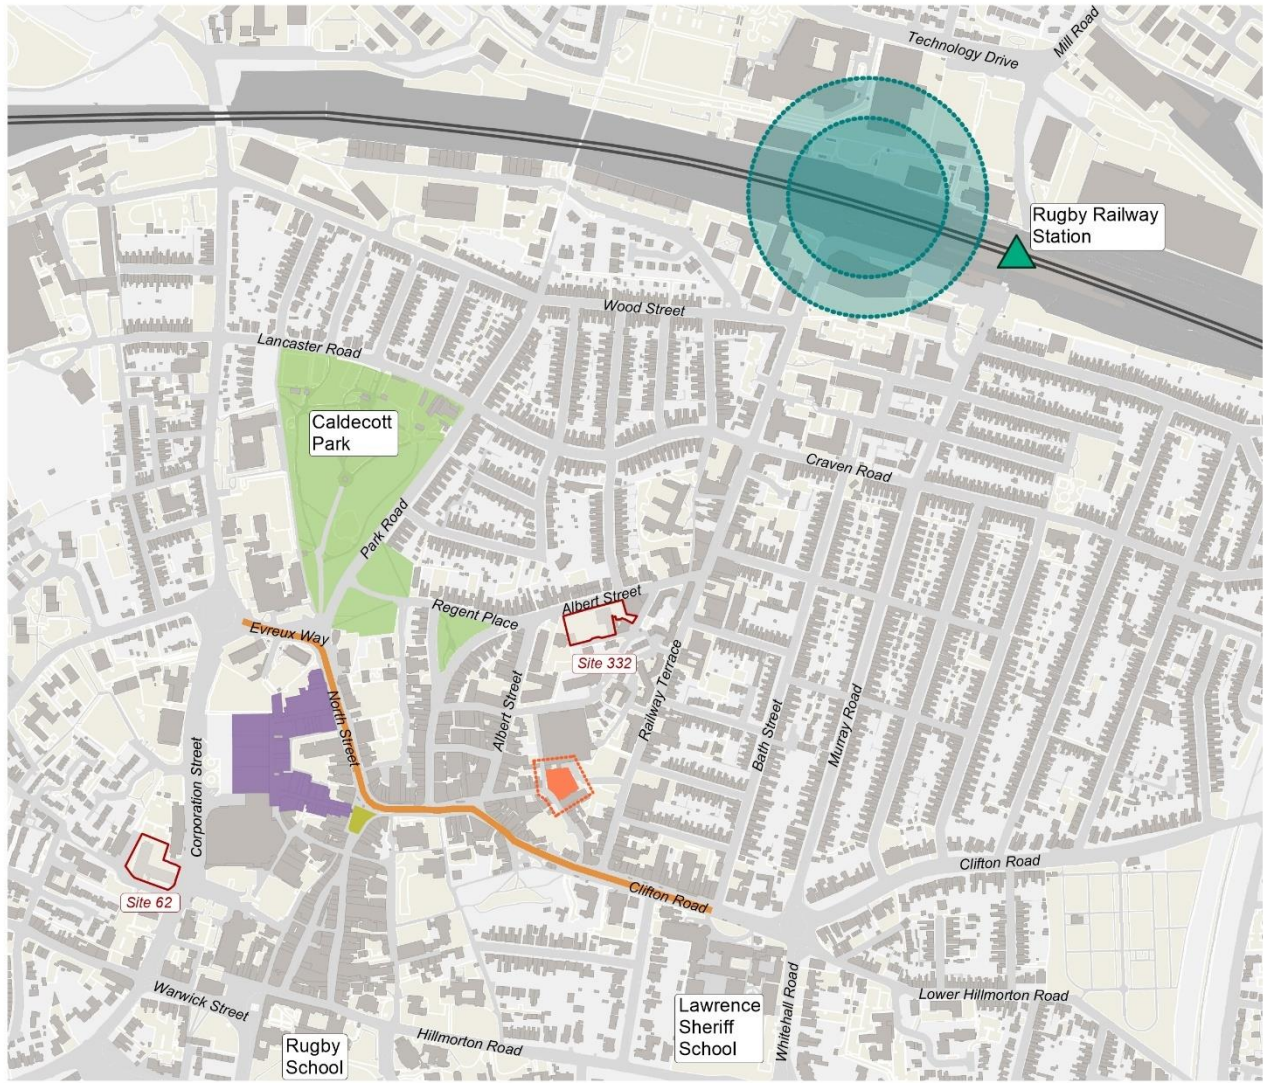 Technology Drive
Mill Road
Rugby Railway
Station
Wood Street
Lancaster Road
Caldecott
Park
Craven Road
Park Road
Albert Street
Regent Place
Evreux Way
Site 332
Railway Terrace
North Street
Albert Street
Bath Street
Murray Road
Corporation Street
Clifton Road
Clifton Road
Site 62
Warwick Street
Lower Hillmorton Road
Whitehall Road
Lawrence
Sheriff
School
Hillmorton Road
Rugby
School